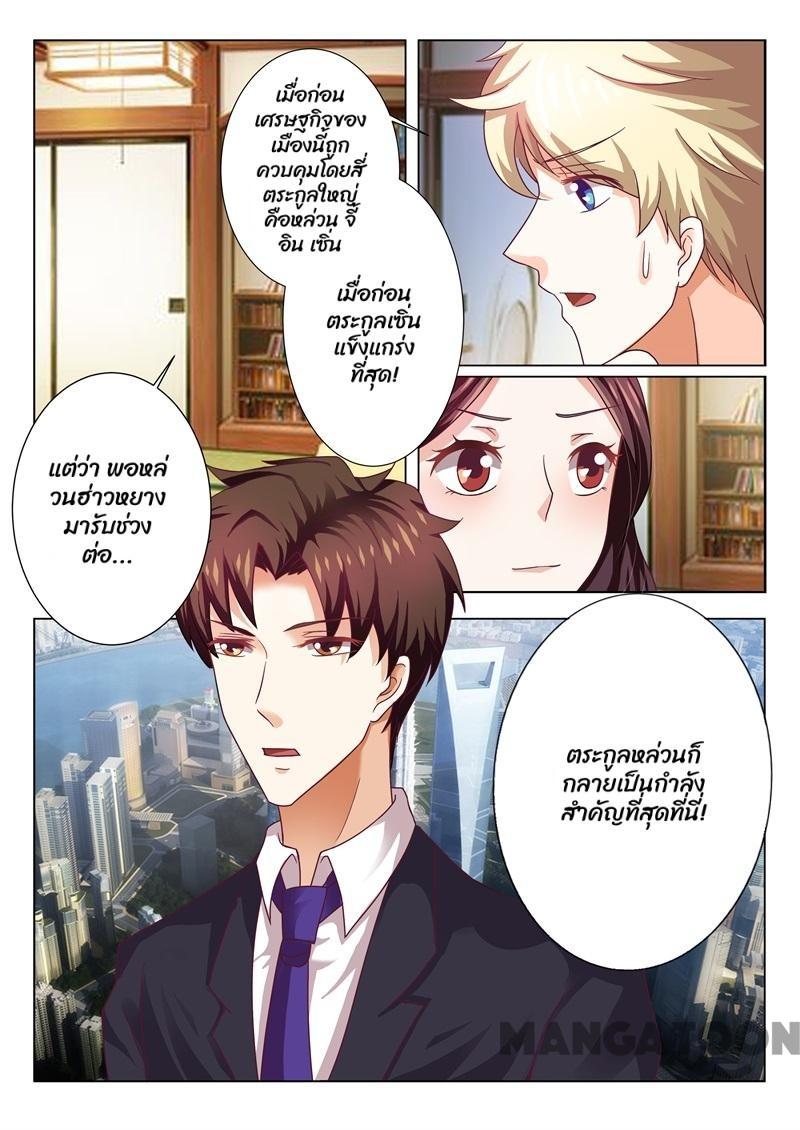 เมื่อก่อน
เศรษฐกิจของ
เมืองนี้ถูก
ควบคุมโดยสี่
ตระกูลใหญ่
คือหล่วน จี้
อิน เซิ่น
เมื่อก่อน
ตระกูลเซิ่น
แข็งแกร่ง
ที่สุด!
แต่ว่า พอหล่
วนฮ่าวหยาง
มารับช่วง
ต่อ...
ตระกูลหล่วนก็
กลายเป็นกำลัง
สำคัญที่สุดที่นี่!
MANGATOON